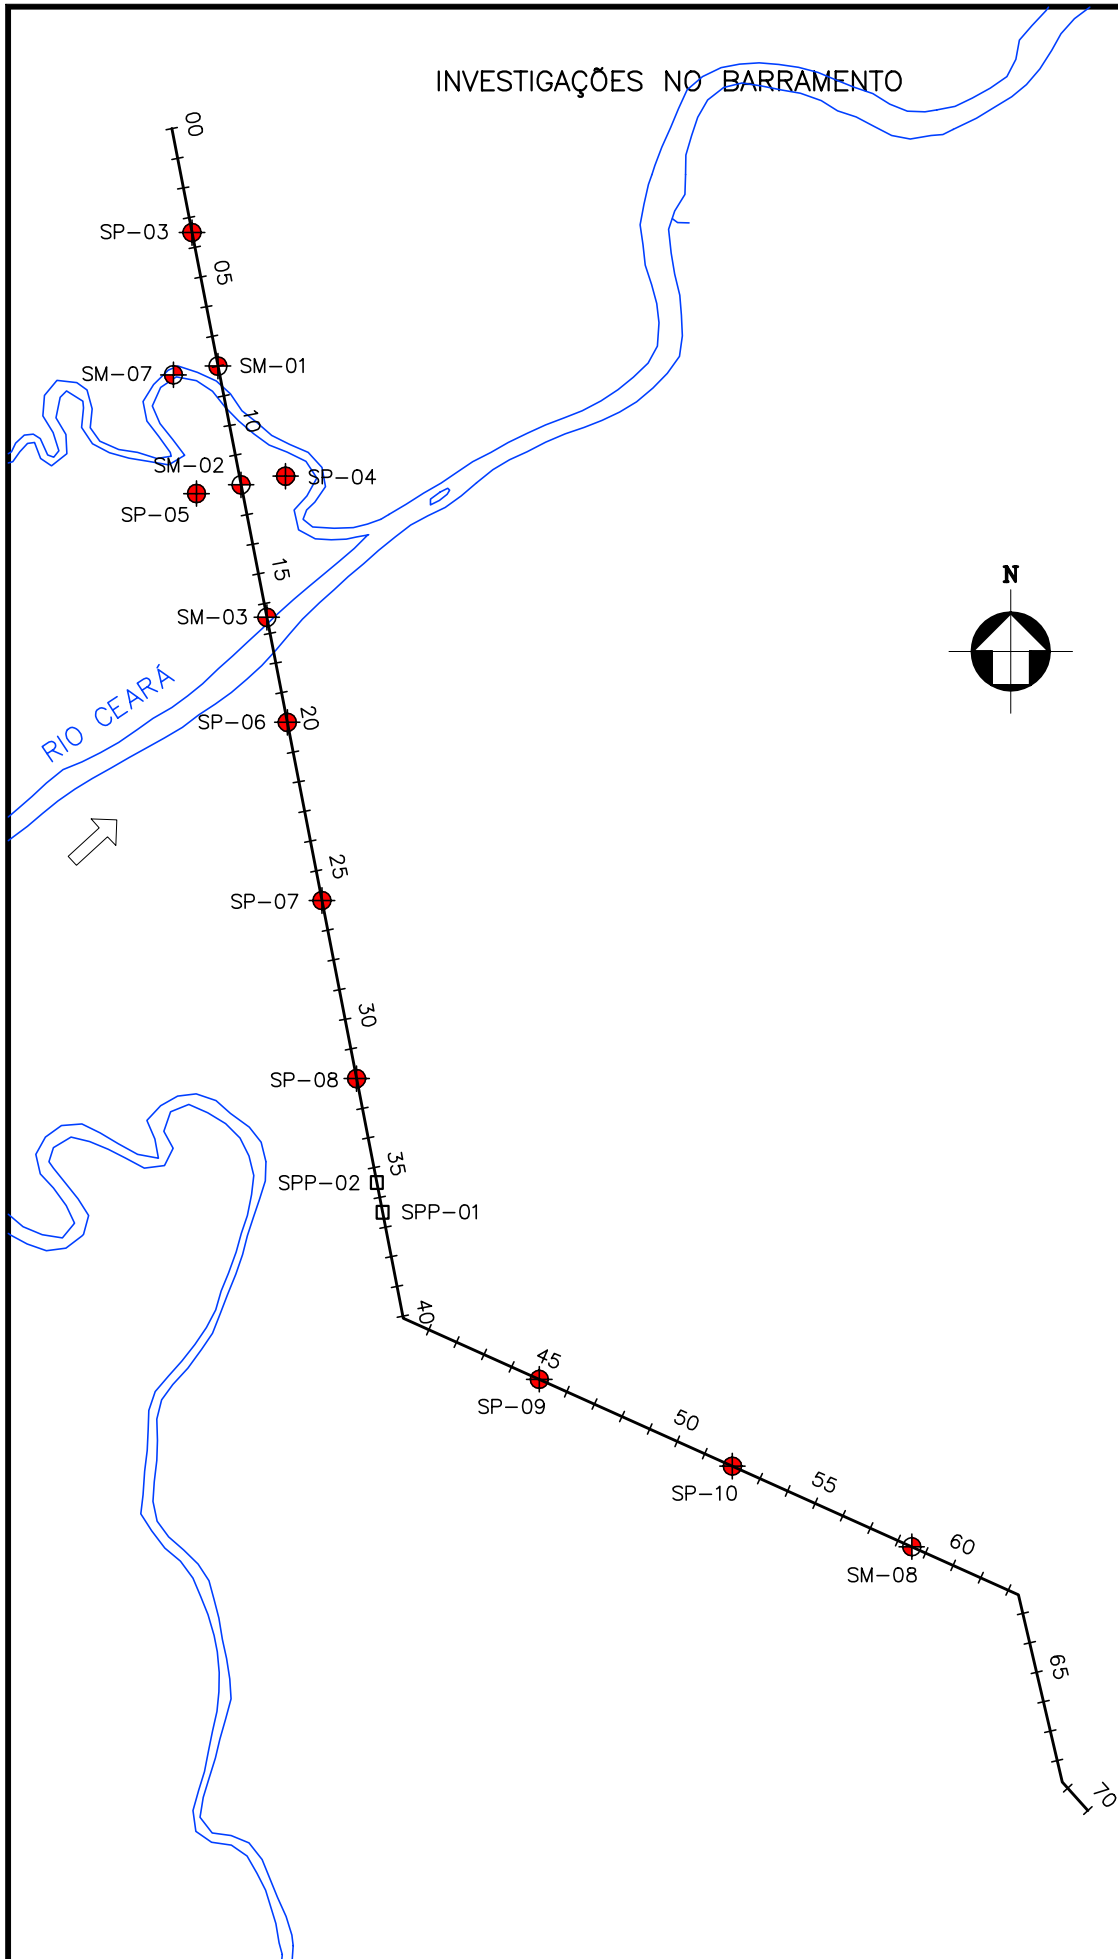 INVESTIGAÇÕES NO BARRAMENTO
00
SP-03
05
SM-01
SM-07
10
SM-02
SP-04
SP-05
15
N
SM-03
RIO CEARÁ
SP-06
20
25
SP-07
30
SP-08
35
SPP-02
SPP-01
40
45
SP-09
50
SP-10
55
60
SM-08
65
70